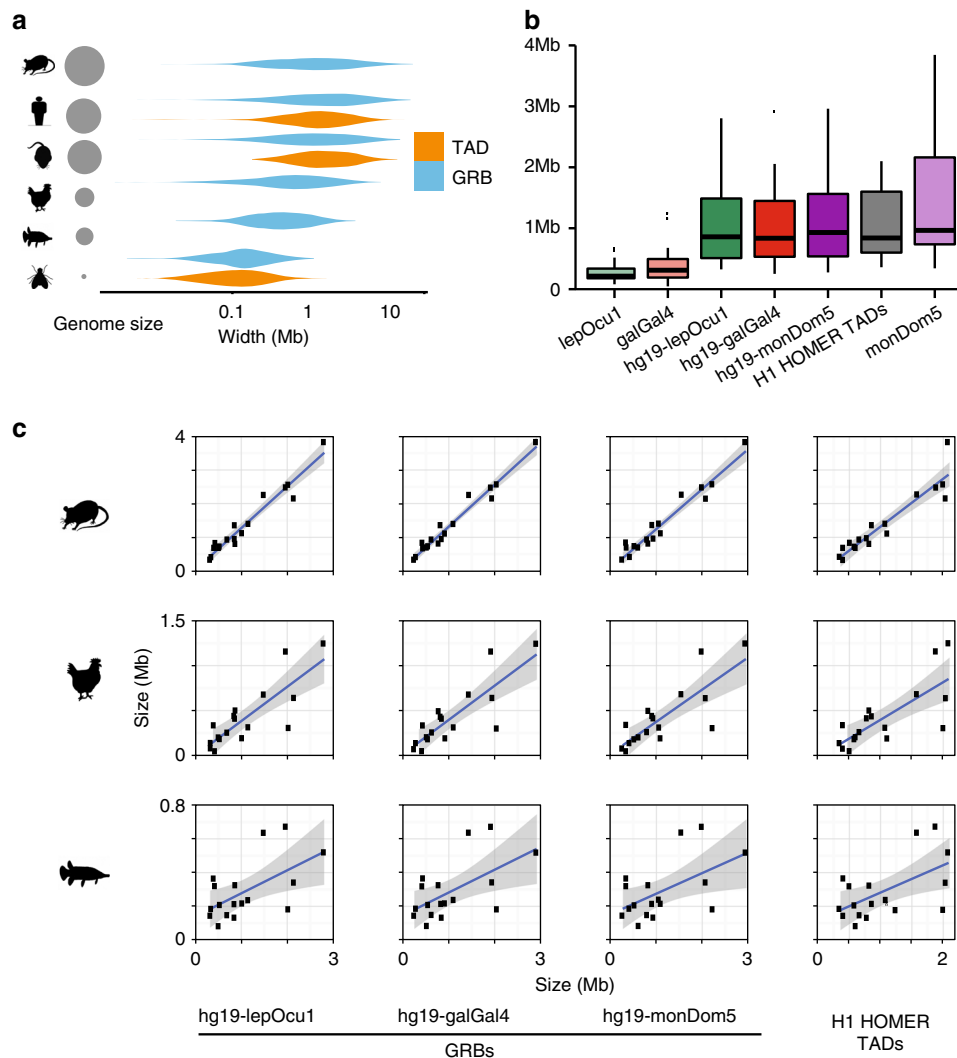 a
TAD
GRB
0.1
1
10
Genome size
Width (Mb)
b
4Mb
3Mb
2Mb
1Mb
0
lepOcu1
galGal4
hg19-lepOcu1
hg19-galGal4
hg19-monDom5
H1 HOMER TADs
monDom5
c
4
0
1.5
0
0.8
0
Size (Mb)
0
3
0
3
0
3
0
2
Size (Mb)
hg19-lepOcu1
hg19-galGal4
hg19-monDom5
H1 HOMER
TADs
GRBs